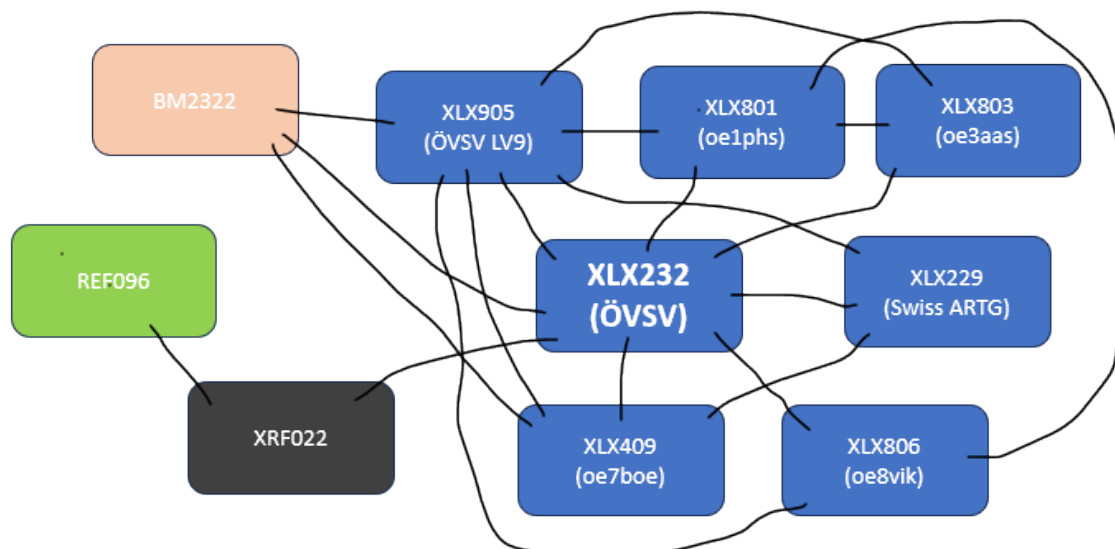 BM2322
XLX905
(ÖVSV LV9)
XLX801
(oe1phs)
XLX803
(oe3aas)
REF096
XLX232
(ÖVSV)
XLX229
(Swiss ARTG)
XRF022
XLX409
(oe7boe)
XLX806
(oe8vik)